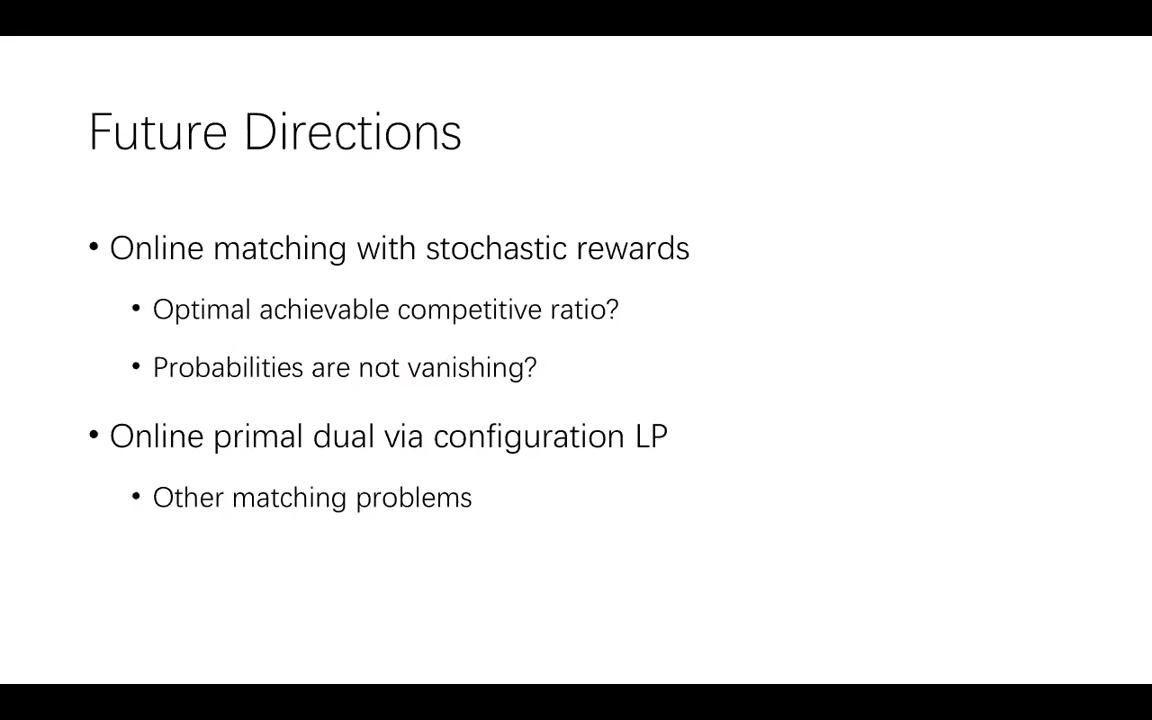 Future Directions
• Online matching with stochastic rewards
• Optimal achievable competitive ratio?
• Probabilities are not vanishing?
• Online primal dual via configuration LP
• Other matching problems